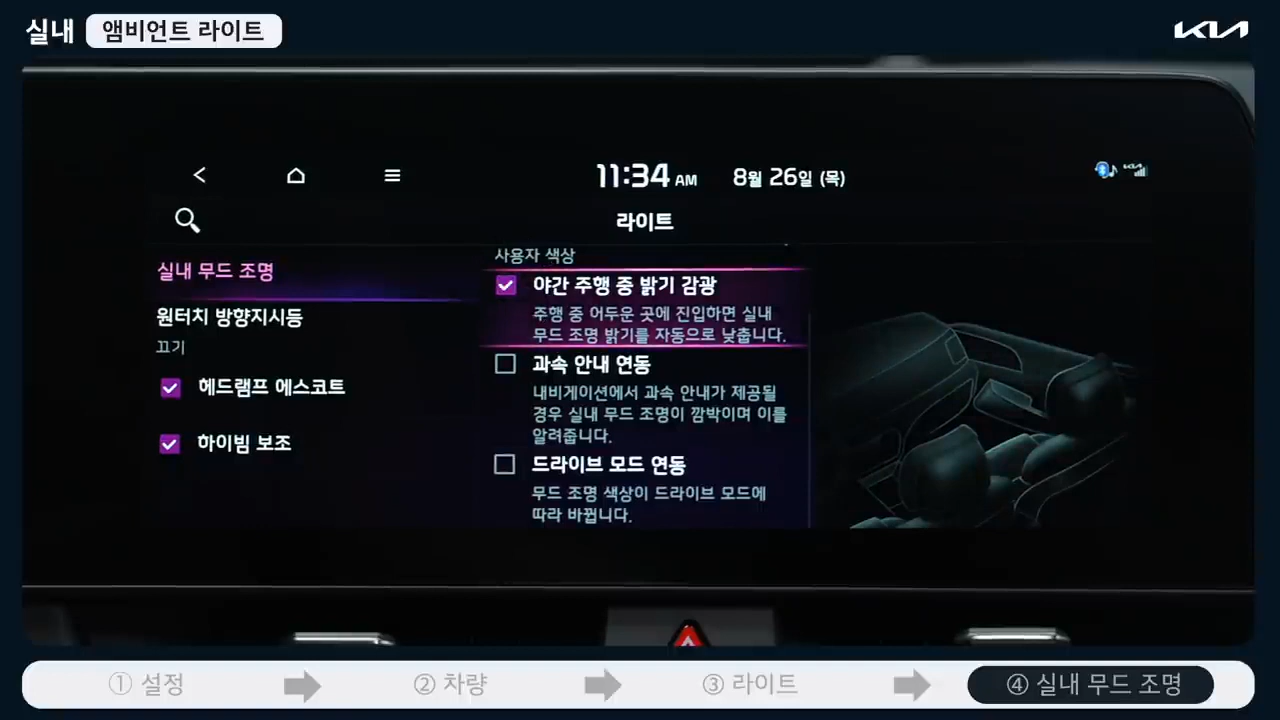 실내 앰비언트 라이트
KIA
11:34 AM 8월 26일 (목)
라이트
실내 무드 조명
원터치 방향지시등
끄기
헤드램프 에스코트
하이빔 보조
사용자 색상
야간 주행 중 밝기 감광
주행 중 어두운 곳에 진입하면 실내
무드 조명 밝기를 자동으로 낮춥니다.
과속 안내 연동
내비게이션에서 과속 안내가 제공될
경우 실내 무드 조명이 깜박이며 이를
알려줍니다.
드라이브 모드 연동
무드 조명 색상이 드라이브 모드에
따라 바뀝니다.
① 설정 ② 차량 ③ 라이트 ④ 실내 무드 조명